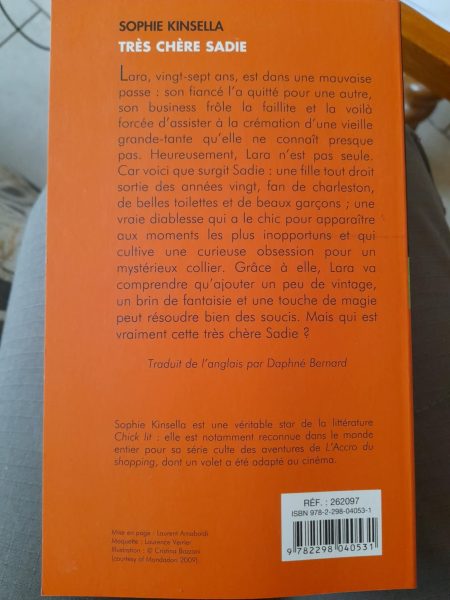 SOPHIE KINSELLA
TRÈS CHÈRE SADIE
Lara, vingt-sept ans, est dans une mauvaise
passe : son fiancé l'a quitté pour une autre,
son business frôle la faillite et la voilà
forcée d'assister à la crémation d'une vieille
grande-tante qu'elle ne connaît presque
pas. Heureusement, Lara n'est pas seule.
Car voici que surgit Sadie : une fille tout droit
sortie des années vingt, fan de charleston,
de belles toilettes et de beaux garçons ; une
vraie diablesse qui a le chic pour apparaître
aux moments les plus inopportuns et qui
cultive une curieuse obsession pour un
mystérieux collier. Grâce à elle, Lara va
comprendre qu'ajouter un peu de vintage,
un brin de fantaisie et une touche de magie
peut résoudre bien des soucis. Mais qui est
vraiment cette très chère Sadie ?
Traduit de l'anglais par Daphné Bernard
Sophie Kinsella est une véritable star de la littérature
Chick lit : elle est notamment reconnue dans le monde
entier pour sa série culte des aventures de L'Accro du
shopping, dont un volet a été adapté au cinéma.
RÉF. : 262097
ISBN 978-2-298-04053-1
9 782298 040531
Mise en page : Laurent Arnaboldi
Maquette : Laurence Verrier
Illustration : © Cristina Bazzoni
(courtesy of Mondadori 2009)